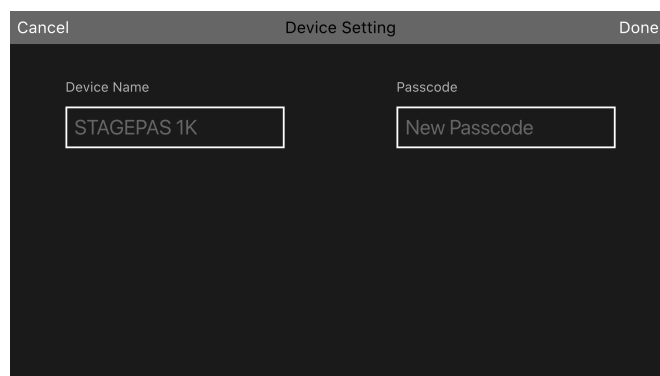 Cancel Device Setting Done
Device Name Passcode
STAGEPAS 1K New Passcode